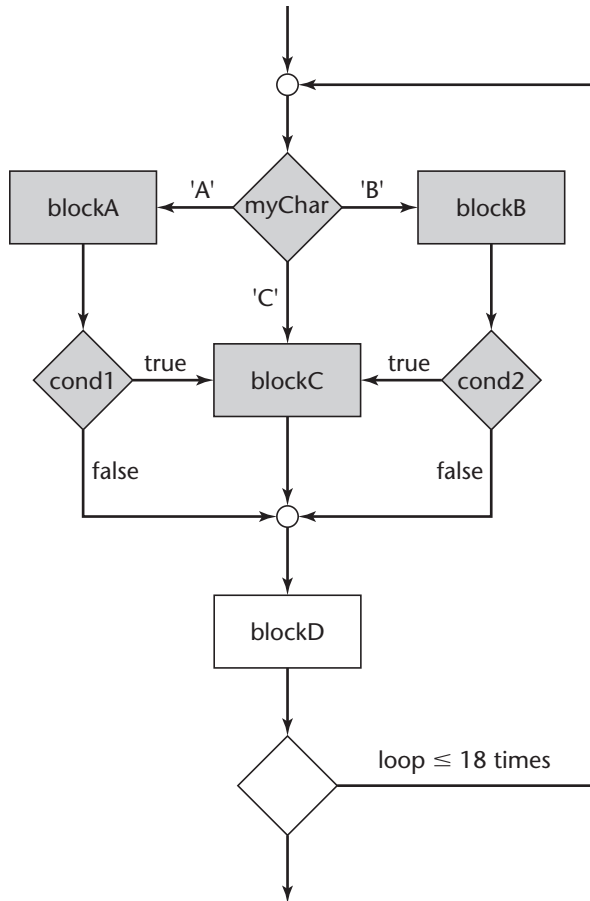 'A'
'B'
blockA
myChar
blockB
'C'
true
true
cond1
blockC
cond2
false
false
blockD
loop ≤ 18 times